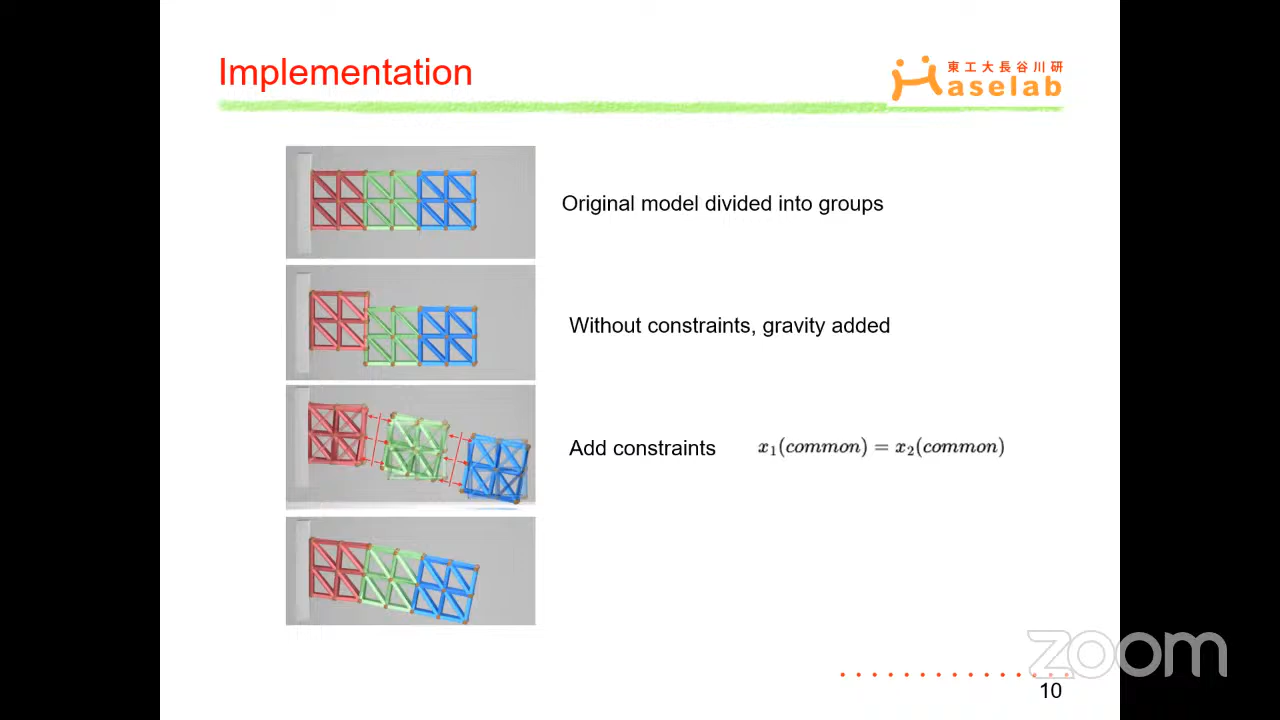 Implementation
東工大長谷川研
Haselab
Original model divided into groups
Without constraints, gravity added
Add constraints
x₁(common) = x₂(common)
zoom
10